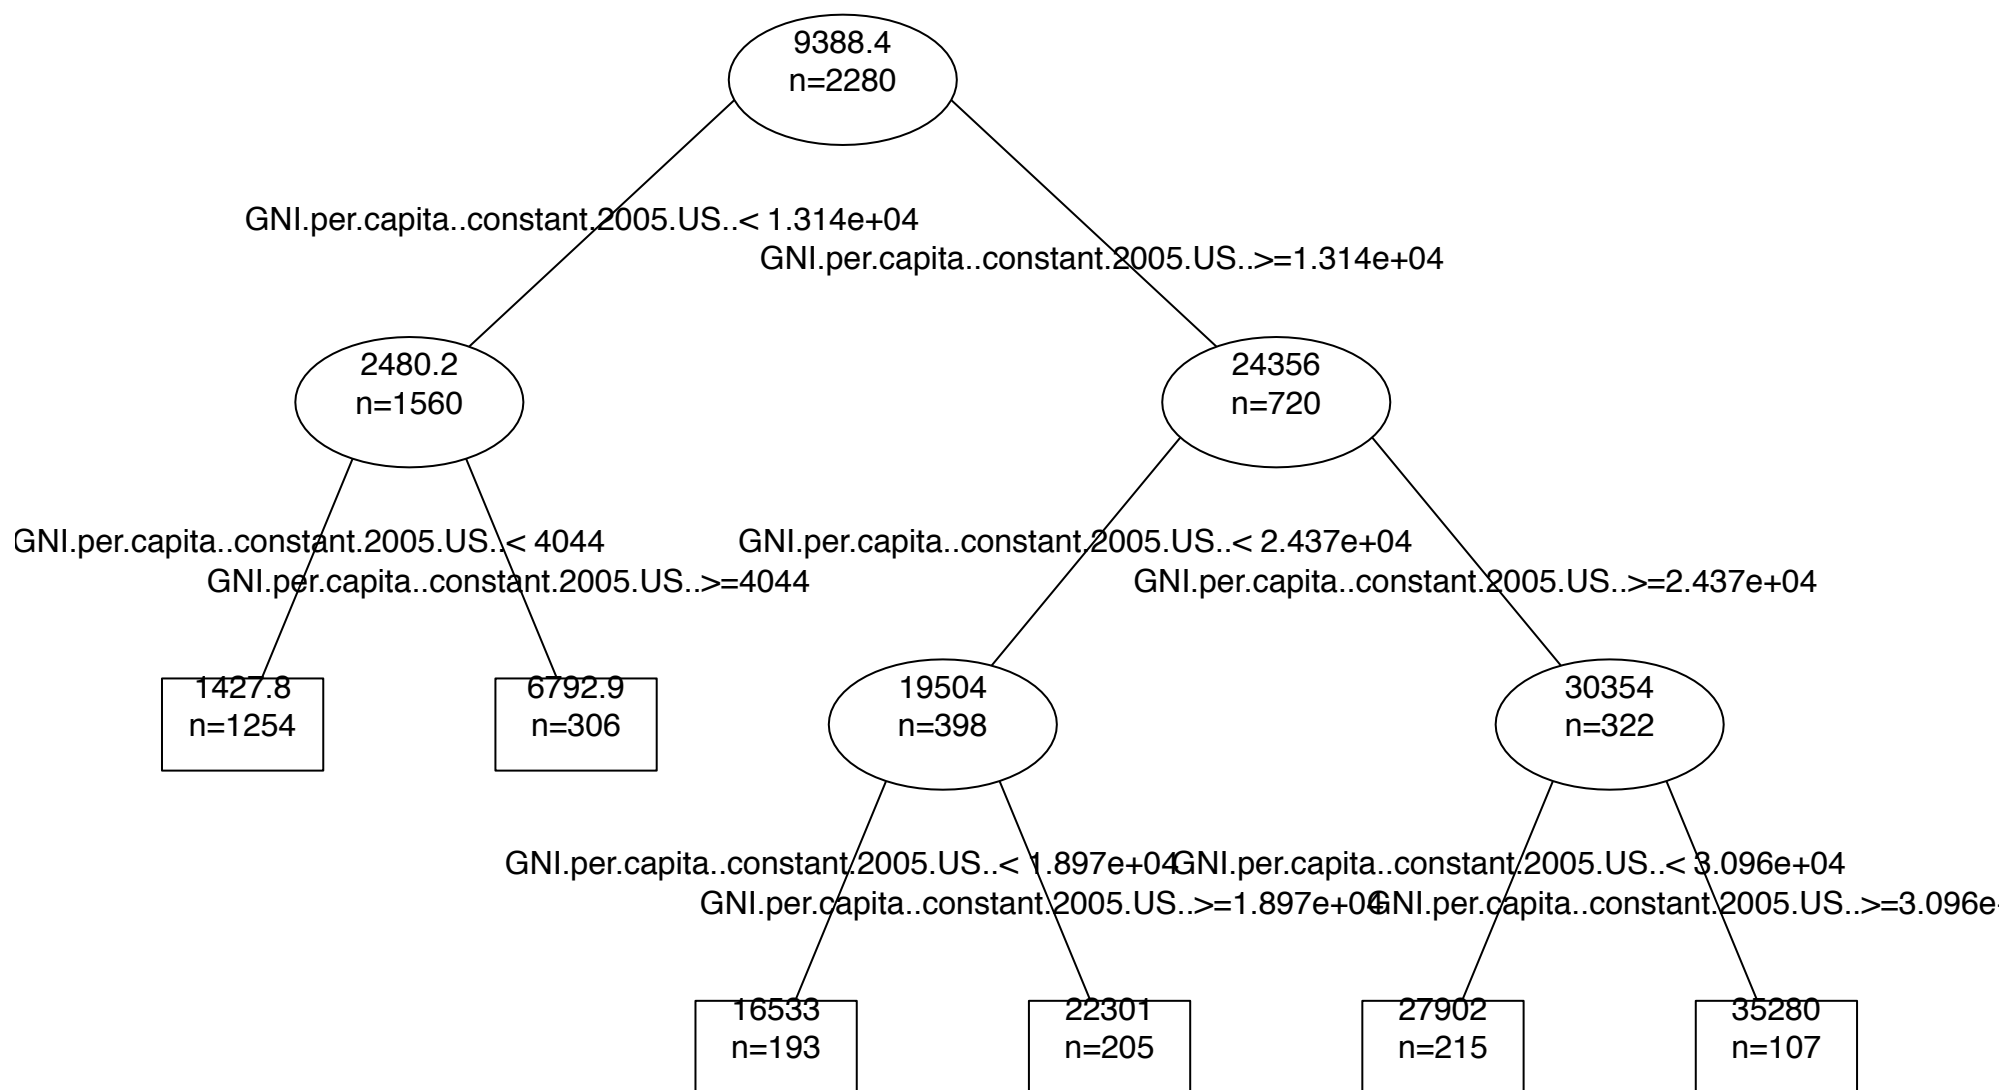 9388.4
n=2280
GNI.per.capita..constant.2005.US..< 1.314e+04
GNI.per.capita..constant.2005.US..>=1.314e+04
2480.2
n=1560
24356
n=720
GNI.per.capita..constant.2005.US..< 4044
GNI.per.capita..constant.2005.US..>=4044
GNI.per.capita..constant.2005.US..< 2.437e+04
GNI.per.capita..constant.2005.US..>=2.437e+04
1427.8
n=1254
6792.9
n=306
19504
n=398
30354
n=322
GNI.per.capita..constant.2005.US..< 1.897e+04
GNI.per.capita..constant.2005.US..>=1.897e+04
GNI.per.capita..constant.2005.US..< 3.096e+04
GNI.per.capita..constant.2005.US..>=3.096e
16533
n=193
22301
n=205
27902
n=215
35280
n=107